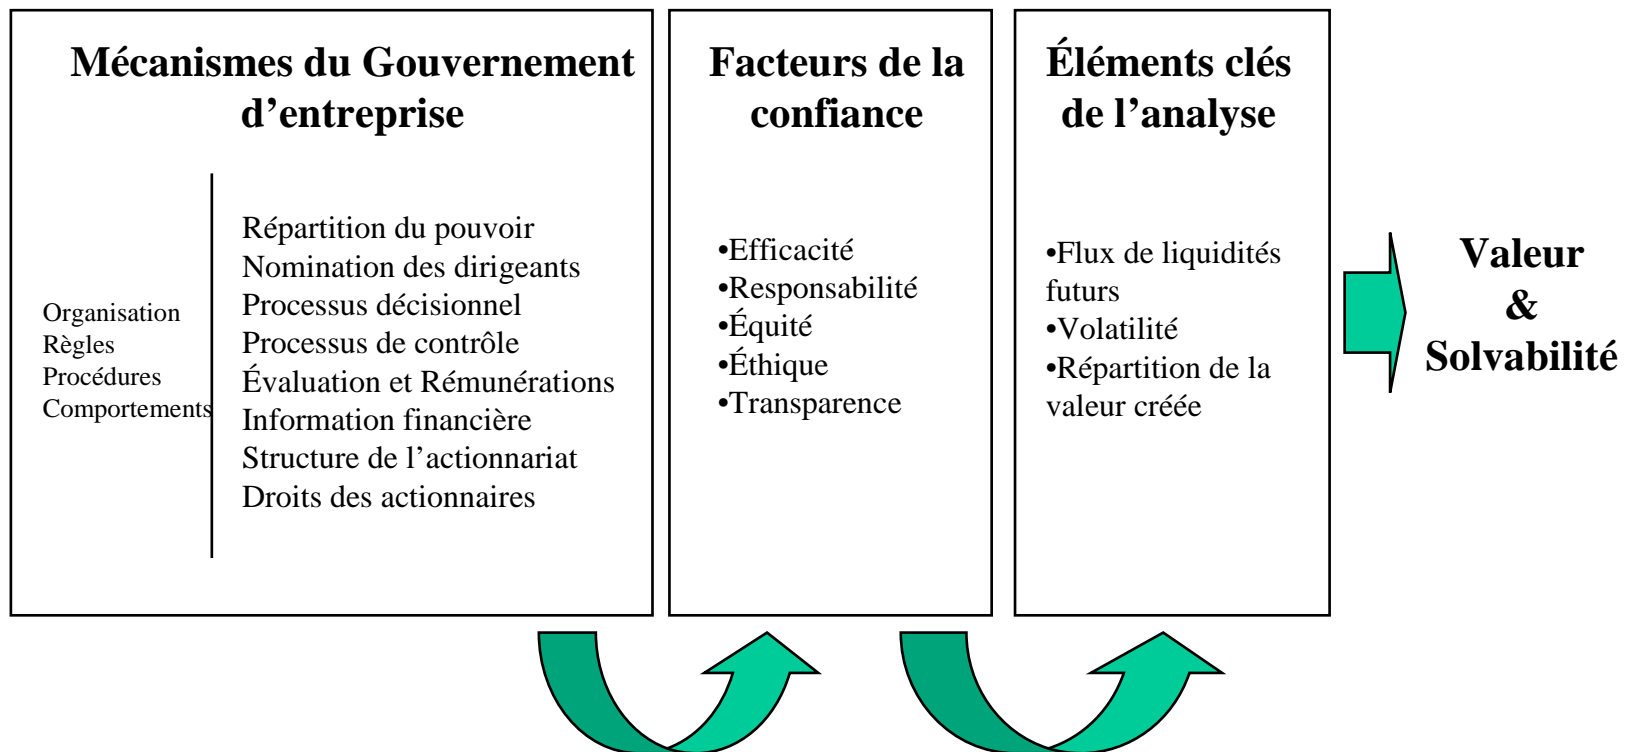 Mécanismes du Gouvernement
d’entreprise
Organisation
Règles
Procédures
Comportements
Répartition du pouvoir
Nomination des dirigeants
Processus décisionnel
Processus de contrôle
Évaluation et Rémunérations
Information financière
Structure de l’actionnariat
Droits des actionnaires
Facteurs de la
confiance
•Efficacité
•Responsabilité
•Équité
•Éthique
•Transparence
Éléments clés
de l’analyse
•Flux de liquidités
futurs
•Volatilité
•Répartition de la
valeur créée
Valeur
&
Solvabilité